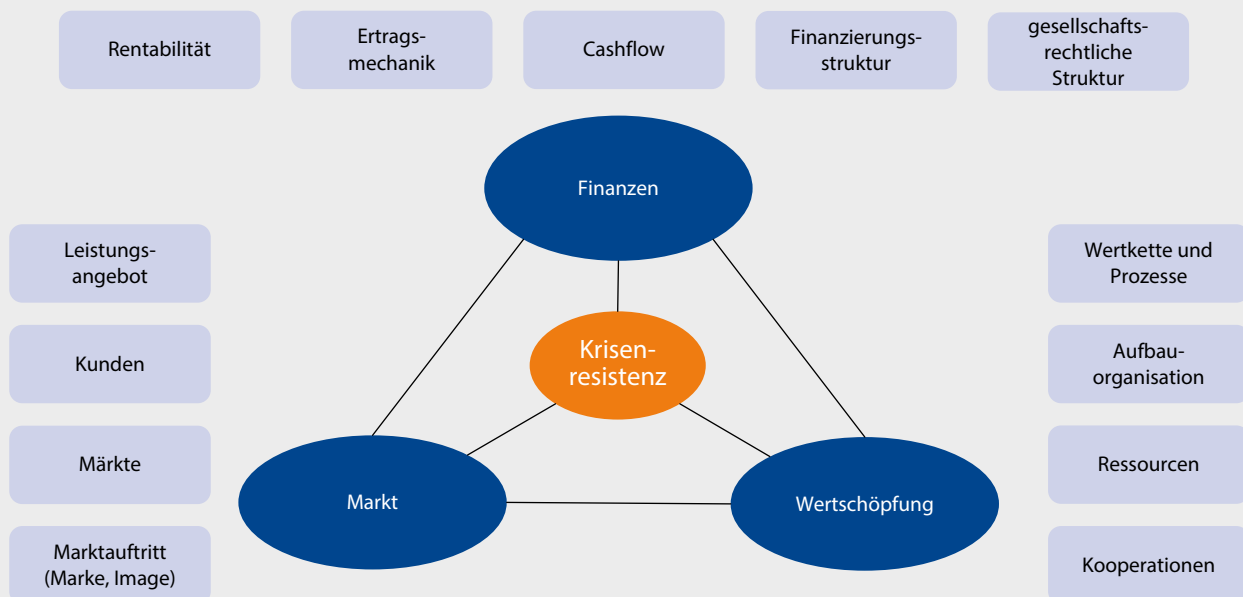 Rentabilität
Ertrags-
mechanik
Cashflow
Finanzierungs-
struktur
gesellschafts-
rechtliche
Struktur
Finanzen
Leistungs-
angebot
Kunden
Märkte
Marktauftritt
(Marke, Image)
Krisen-
resistenz
Markt
Wertschöpfung
Wertkette und
Prozesse
Aufbau-
organisation
Ressourcen
Kooperationen